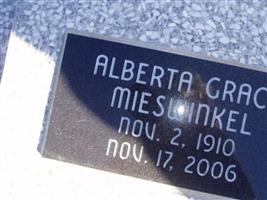 ALBERTA GRAC
MIESWINKEL
NOV. 2, 1910
NOV. 17, 2006